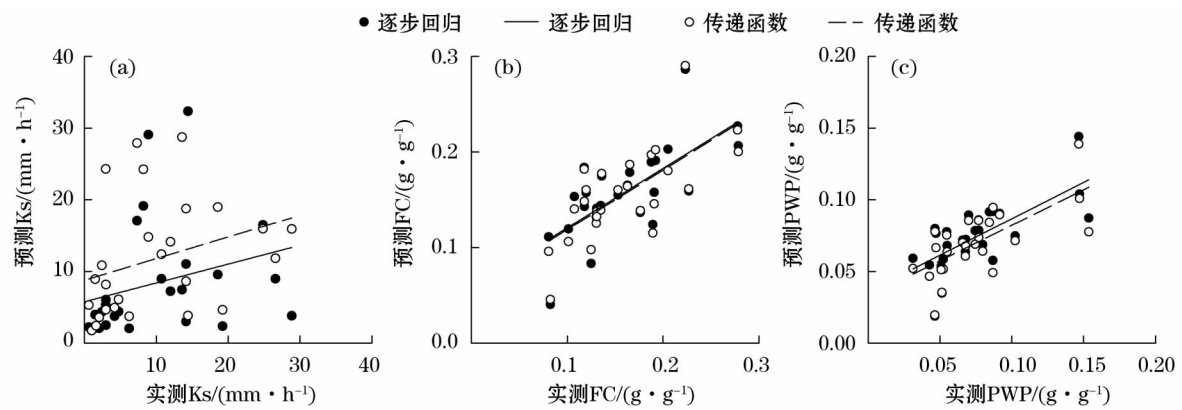 逐步回归 逐步回归 传递函数 传递函数
(a)
预测Ks/(mm·h⁻¹)
40
30
20
10
0
10 20 30 40
实测Ks/(mm·h⁻¹)
(b)
预测FC/(g·g⁻¹)
0.3
0.2
0.1
0
0.1 0.2 0.3
实测FC/(g·g⁻¹)
(c)
预测PWP/(g·g⁻¹)
0.20
0.15
0.10
0.05
0.00
0.05 0.10 0.15 0.20
实测PWP/(g·g⁻¹)